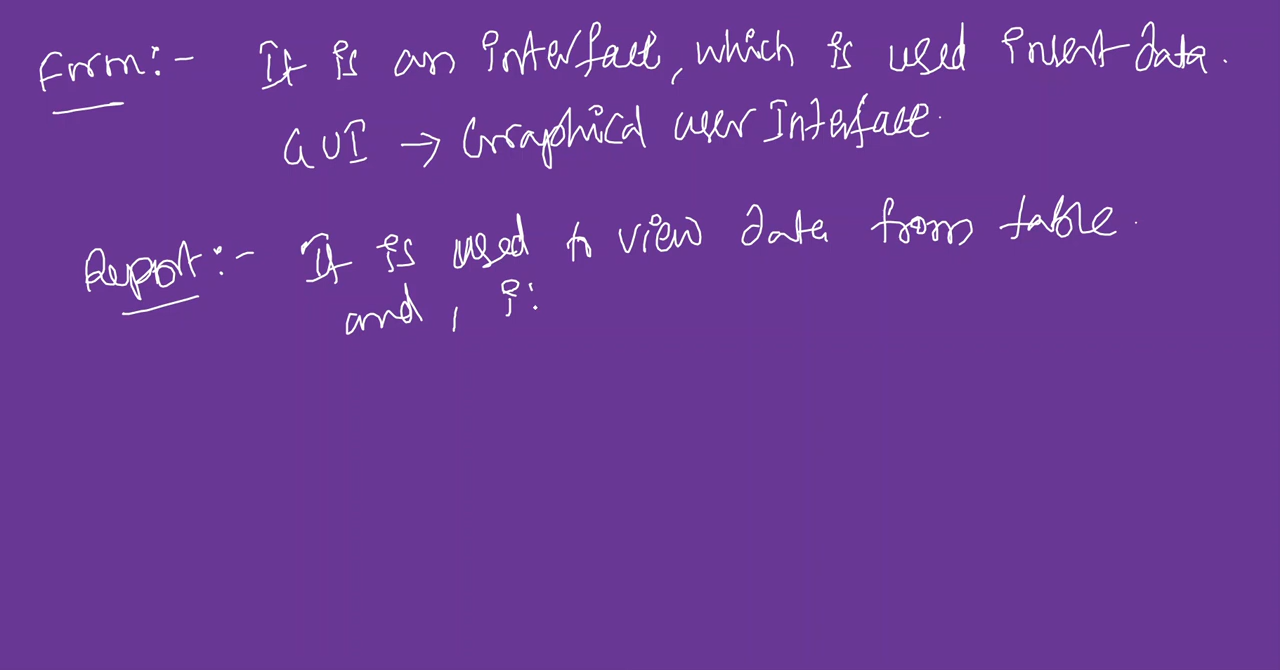 Form:- It is an interface, which is used insert data.
GUI → Graphical user Interface.
Report:- It is used to view data from table.
and, i